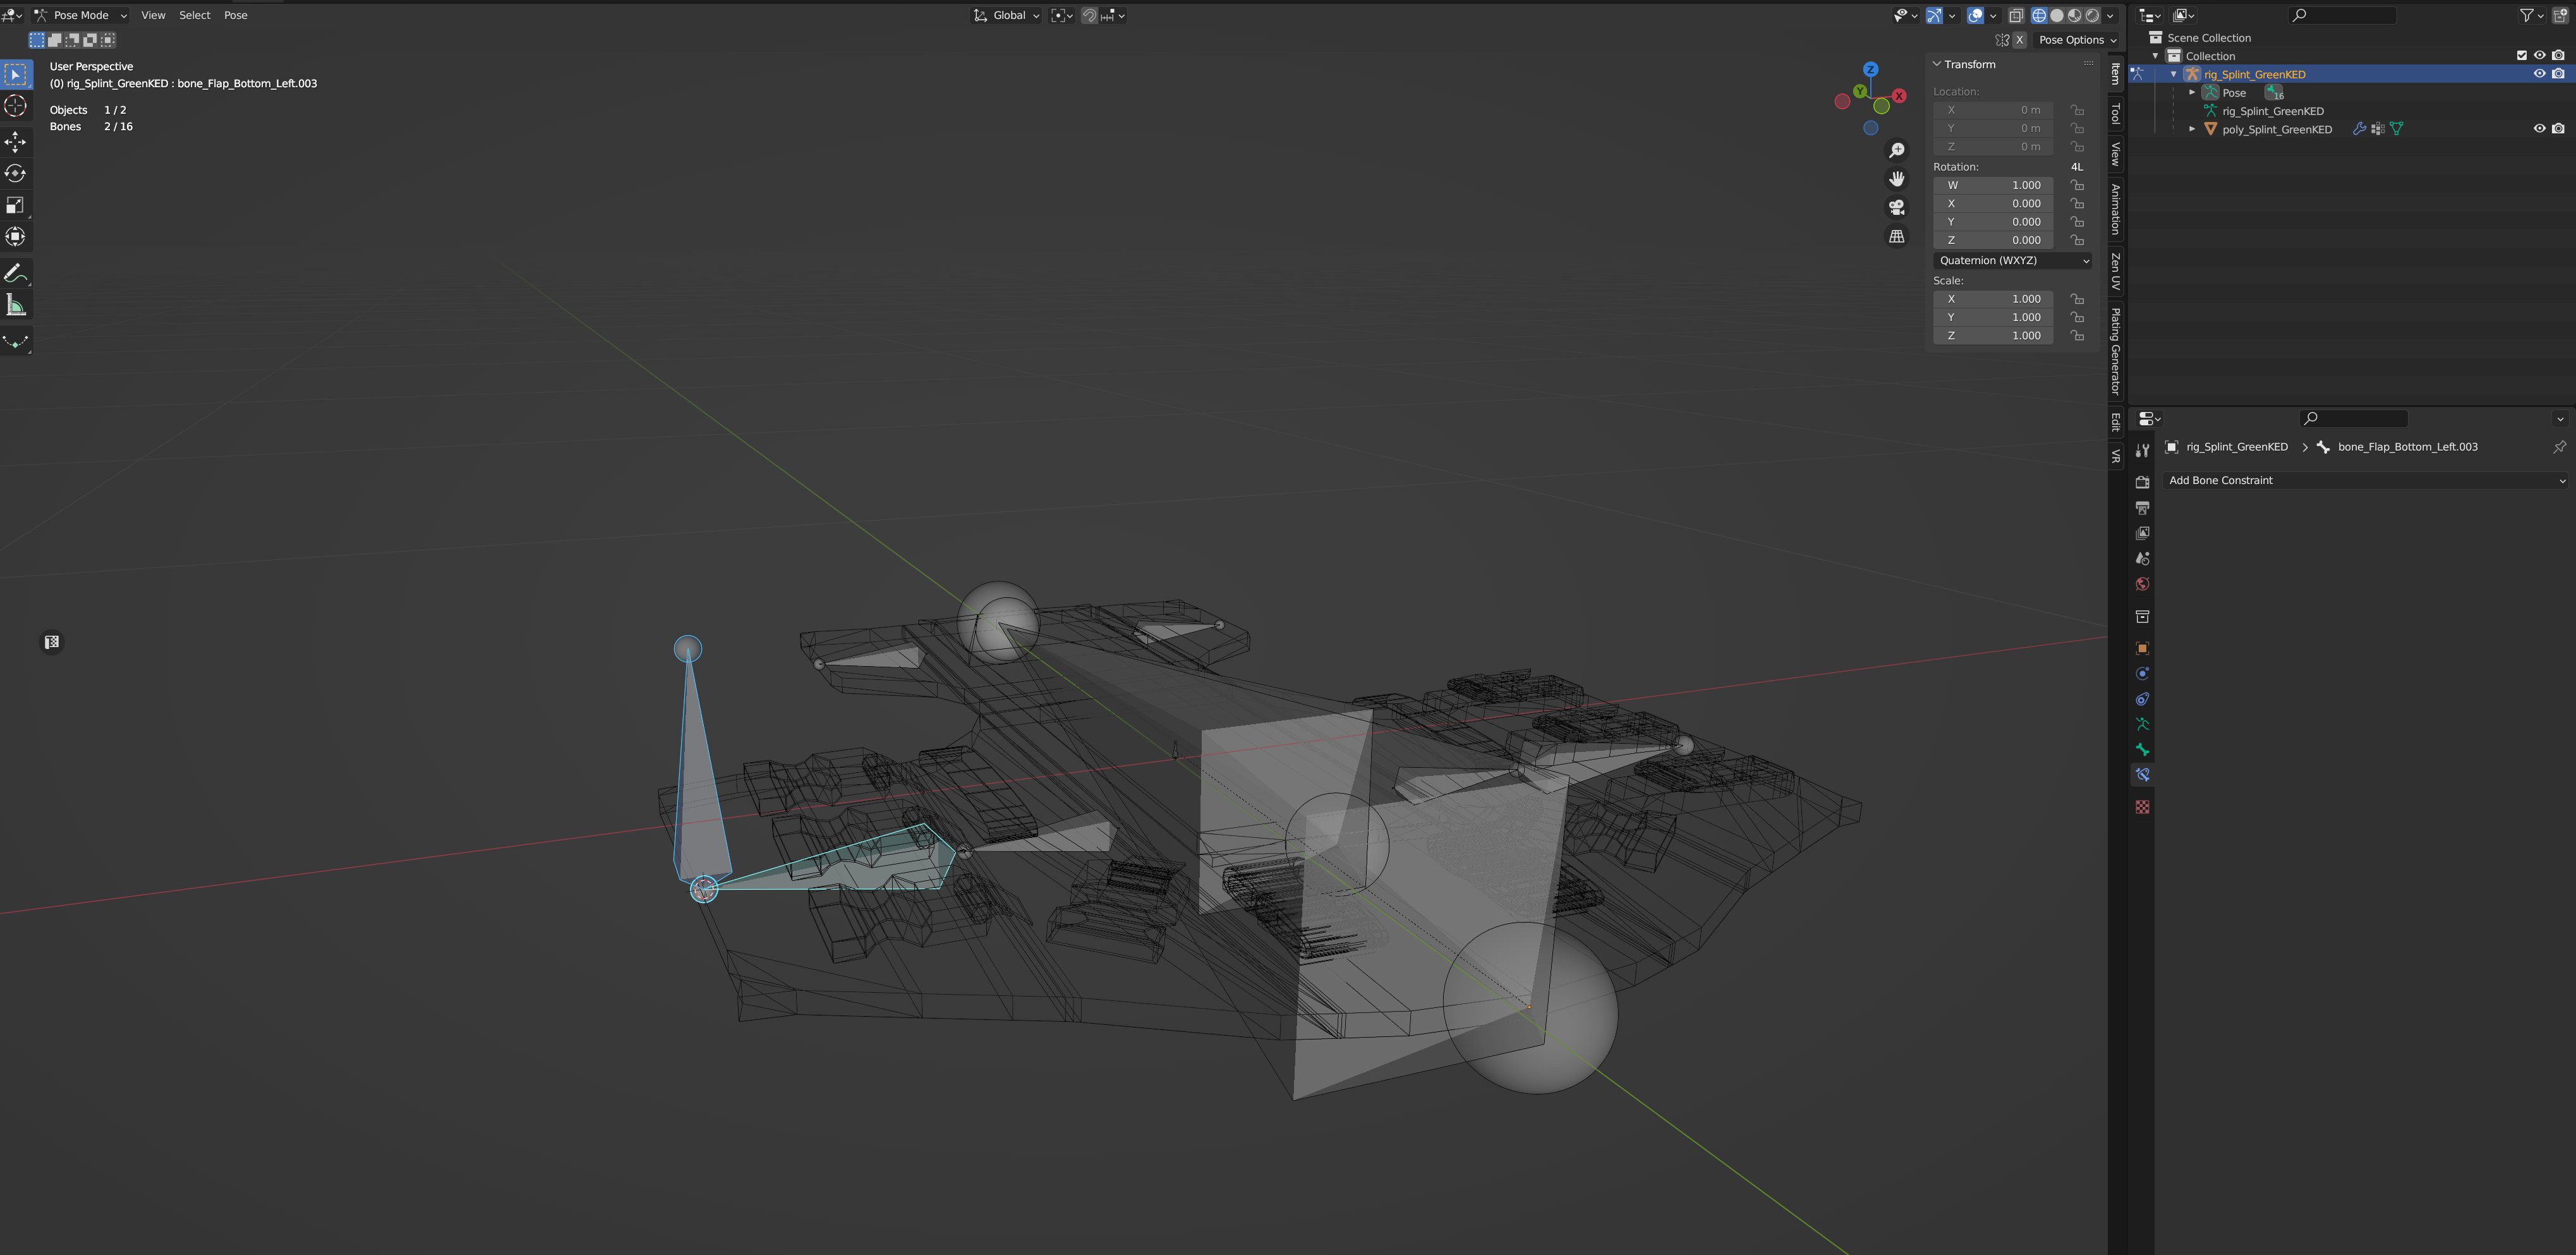 Pose Mode View Select Pose
Global
X Pose Options
User Perspective
(0) rig_Splint_GreenKED : bone_Flap_Bottom_Left.003
Objects 1 / 2
Bones 2 / 16
Z
Y
X
Transform
Location:
X 0 m
Y 0 m
Z 0 m
Rotation: 4L
W 1.000
X 0.000
Y 0.000
Z 0.000
Quaternion (WXYZ)
Scale:
X 1.000
Y 1.000
Z 1.000
Item
Tool
View
Animation
Zen UV
Plating Generator
Edit
VR
Scene Collection
Collection
rig_Splint_GreenKED
Pose 16
rig_Splint_GreenKED
poly_Splint_GreenKED
rig_Splint_GreenKED bone_Flap_Bottom_Left.003
Add Bone Constraint